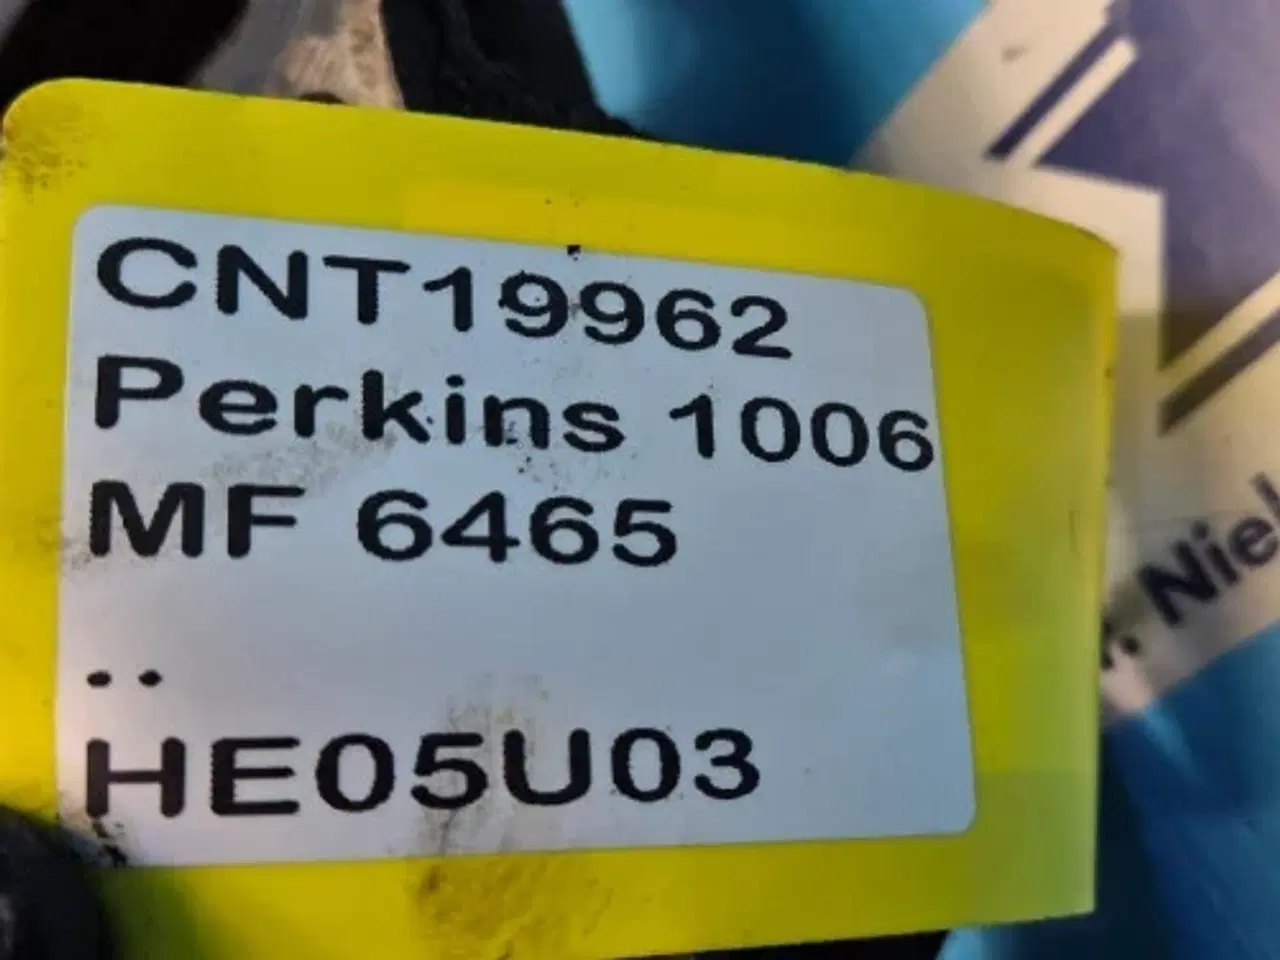 CNT19962
Perkins 1006
MF 6465
..
HE05U03